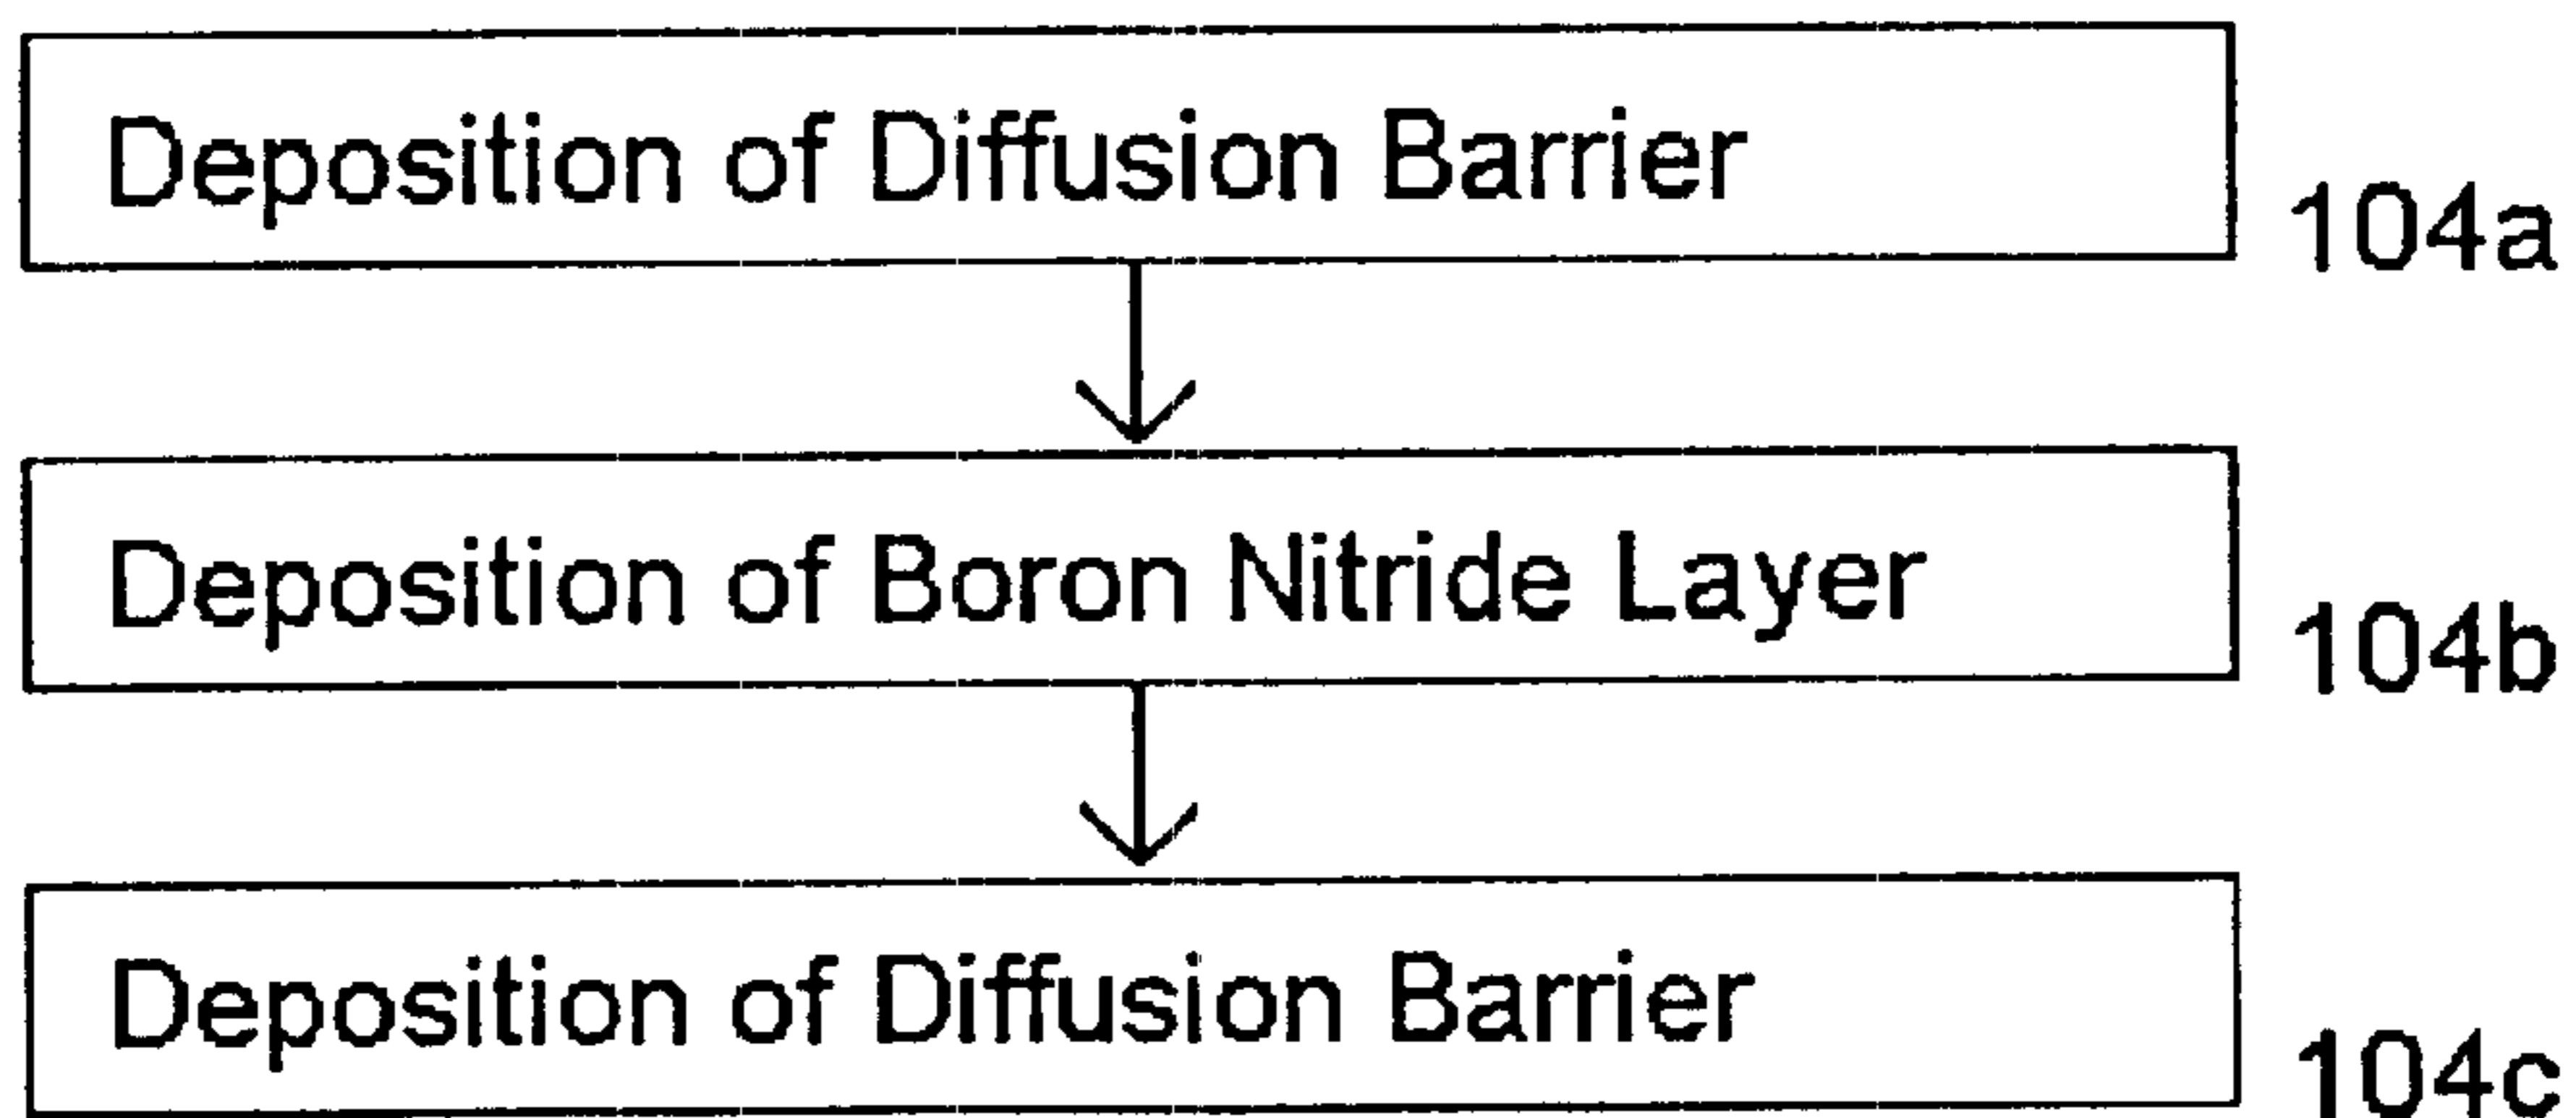 Deposition of Diffusion Barrier
104a
Deposition of Boron Nitride Layer
104b
Deposition of Diffusion Barrier
104c